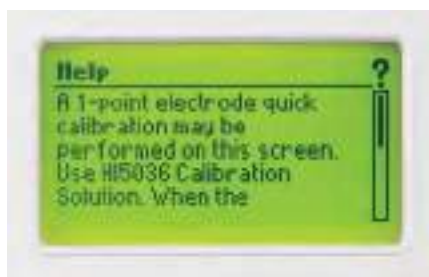 Help ?
A 1-point electrode quick
calibration may be
performed on this screen.
Use HI5036 Calibration
Solution. When the